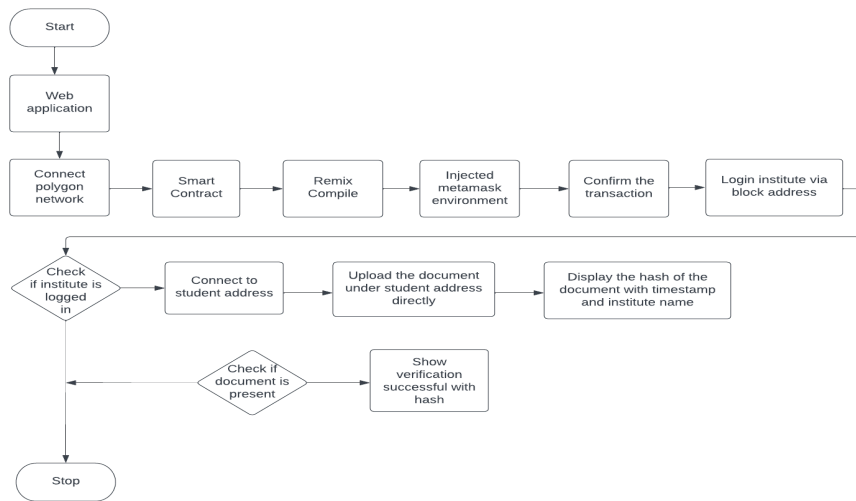 Start
Web
application
Connect
polygon
network
Smart
Contract
Remix
Compile
Injected
metamask
environment
Confirm the
transaction
Login institute via
block address
Check
if institute is
logged
in
Connect to
student address
Upload the document
under student address
directly
Display the hash of the
document with timestamp
and institute name
Check if
document is
present
Show
verification
successful with
hash
Stop